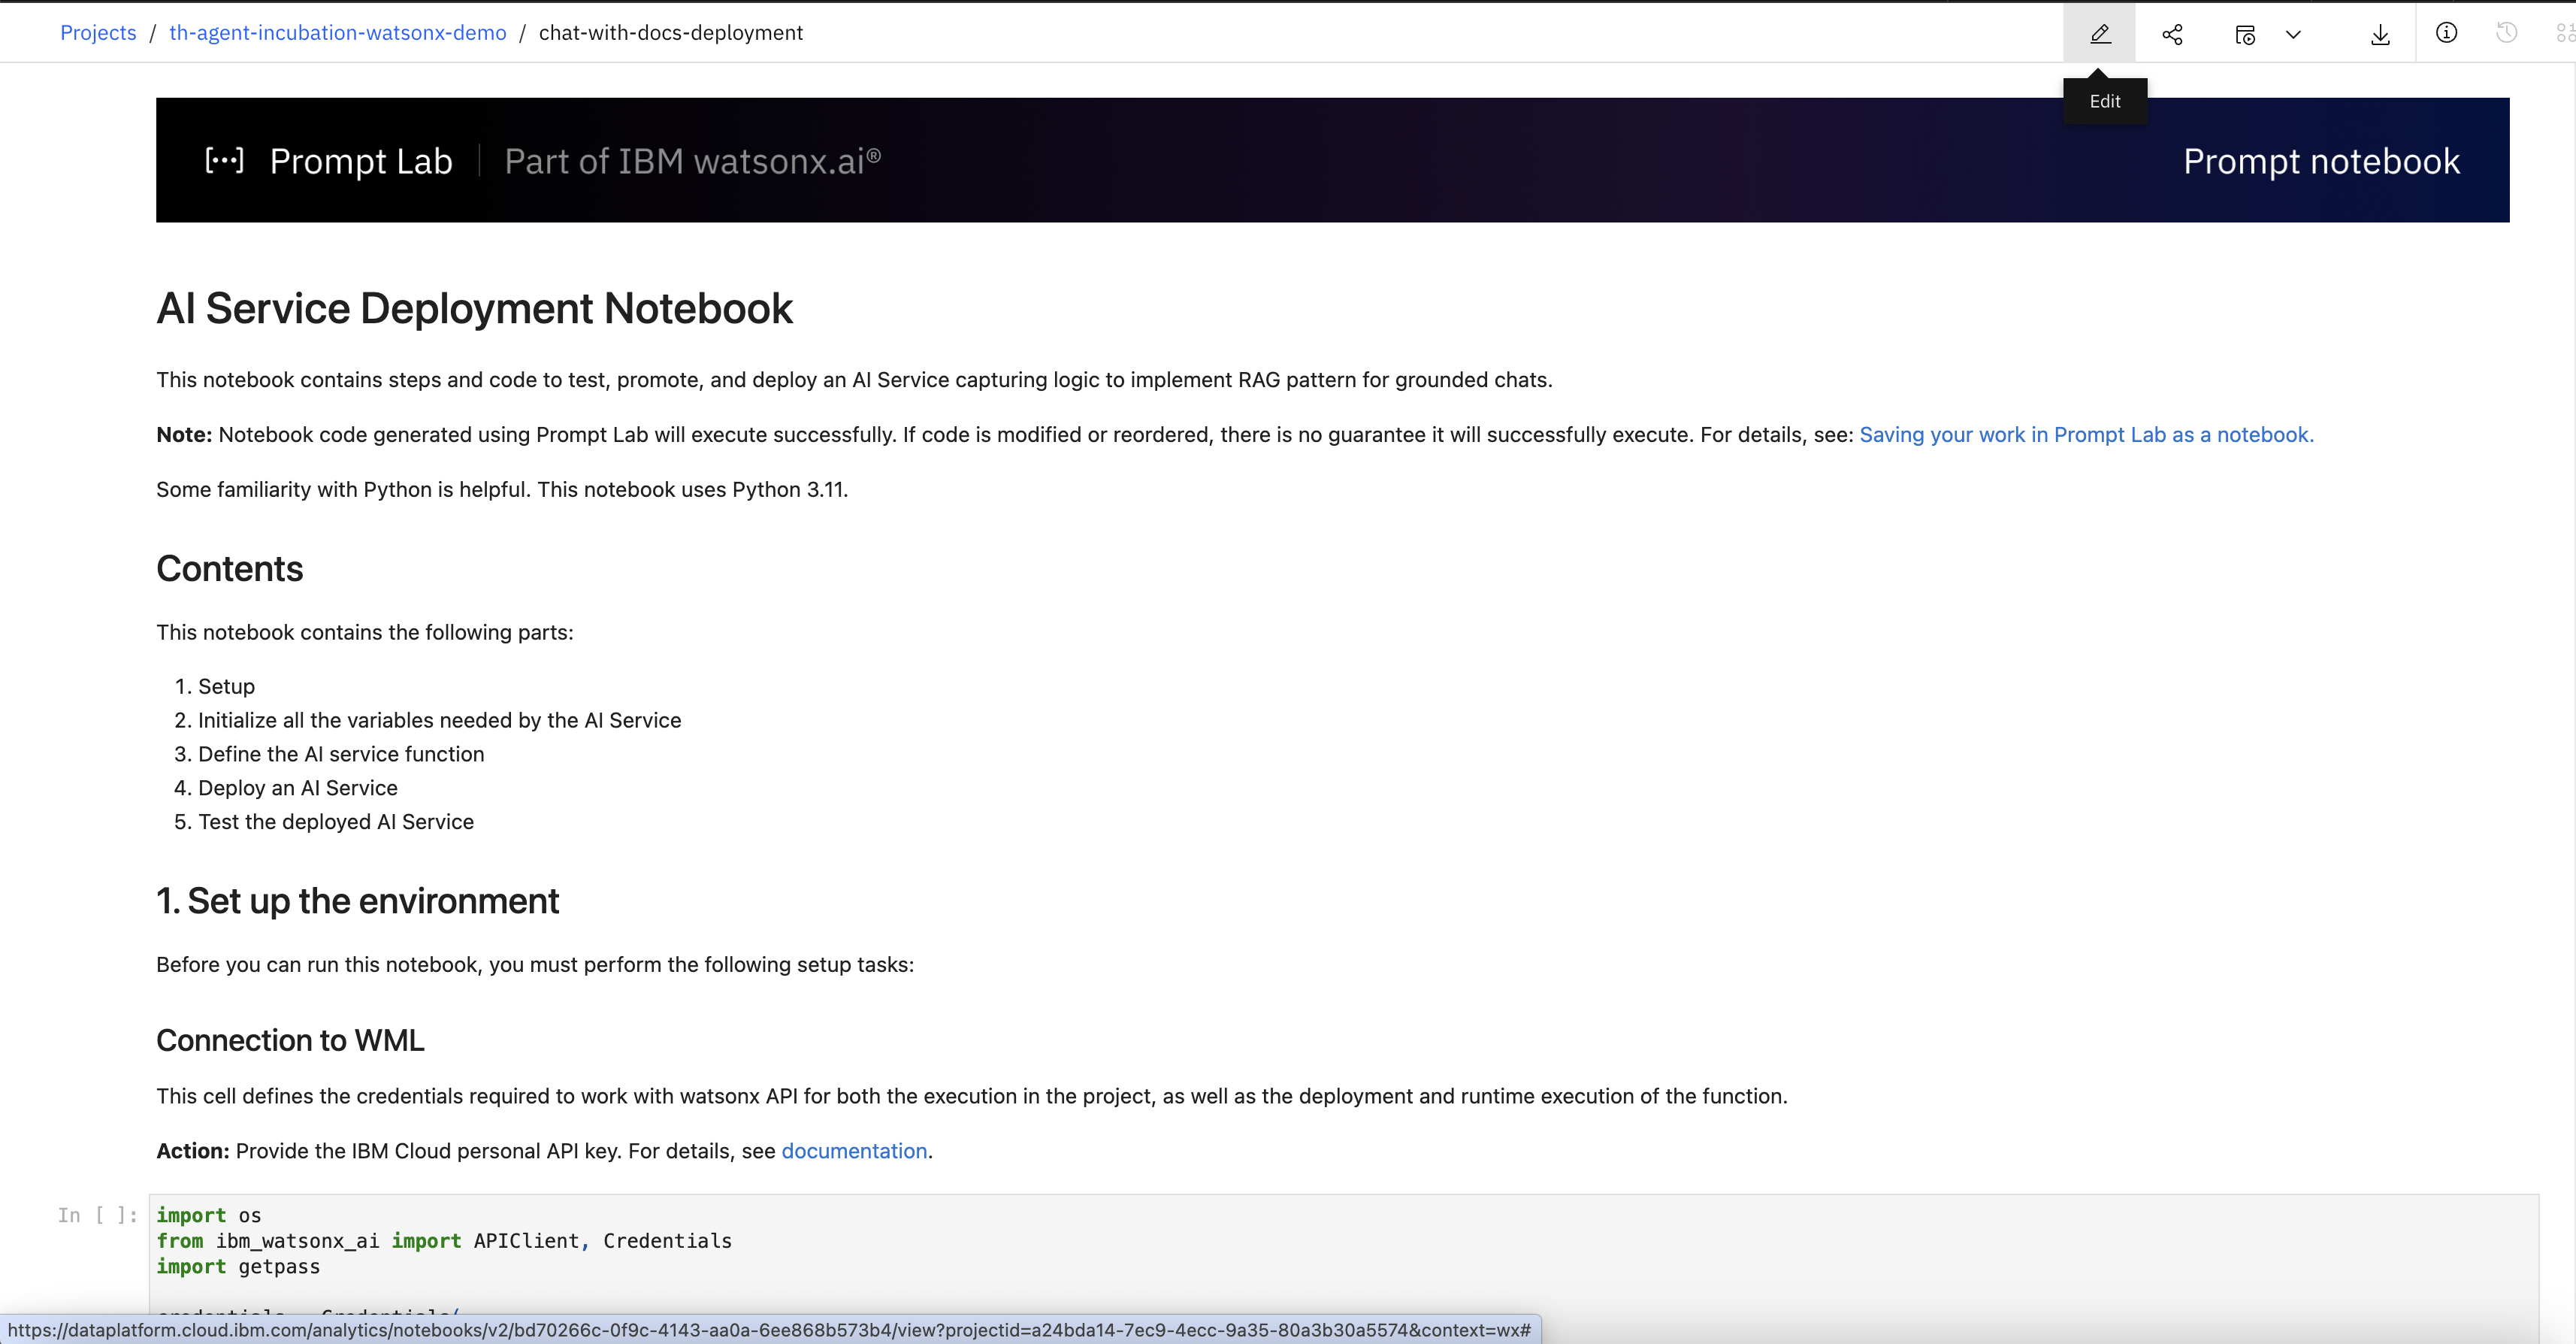 Projects / th-agent-incubation-watsonx-demo / chat-with-docs-deployment
Edit
[...] Prompt Lab | Part of IBM watsonx.ai® Prompt notebook
AI Service Deployment Notebook
This notebook contains steps and code to test, promote, and deploy an AI Service capturing logic to implement RAG pattern for grounded chats.
Note: Notebook code generated using Prompt Lab will execute successfully. If code is modified or reordered, there is no guarantee it will successfully execute. For details, see: Saving your work in Prompt Lab as a notebook.
Some familiarity with Python is helpful. This notebook uses Python 3.11.
Contents
This notebook contains the following parts:
1. Setup
2. Initialize all the variables needed by the AI Service
3. Define the AI service function
4. Deploy an AI Service
5. Test the deployed AI Service
1. Set up the environment
Before you can run this notebook, you must perform the following setup tasks:
Connection to WML
This cell defines the credentials required to work with watsonx API for both the execution in the project, as well as the deployment and runtime execution of the function.
Action: Provide the IBM Cloud personal API key. For details, see documentation.
In [ ]: import os
from ibm_watsonx_ai import APIClient, Credentials
import getpass
https://dataplatform.cloud.ibm.com/analytics/notebooks/v2/bd70266c-0f9c-4143-aa0a-6ee868b573b4/view?projectid=a24bda14-7ec9-4ecc-9a35-80a3b30a5574&context=wx#